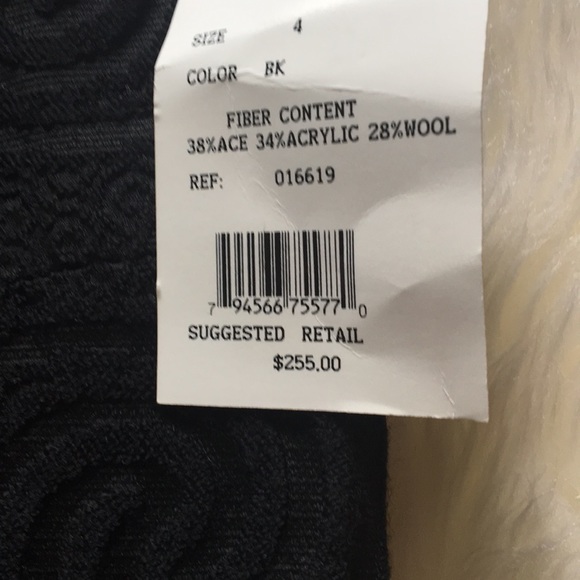 SIZE 4
COLOR BK
FIBER CONTENT
38%ACE 34%ACRYLIC 28%WOOL
REF: 016619
7 94566 75577 0
SUGGESTED RETAIL
$255.00